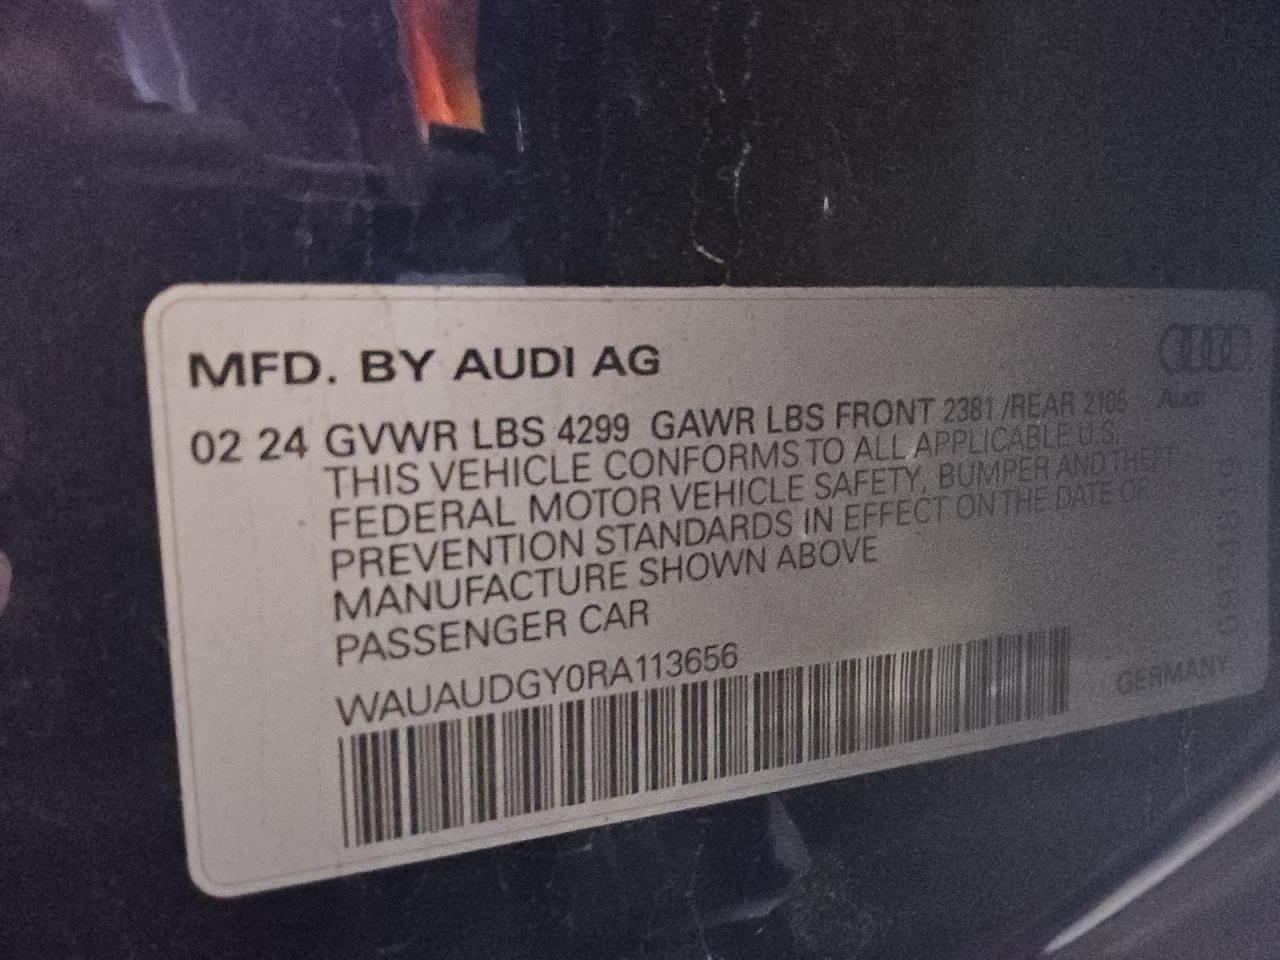 MFD. BY AUDI AG
Audi
02 24 GVWR LBS 4299 GAWR LBS FRONT 2381 /REAR 2106
THIS VEHICLE CONFORMS TO ALL APPLICABLE U.S.
FEDERAL MOTOR VEHICLE SAFETY, BUMPER AND THEFT
PREVENTION STANDARDS IN EFFECT ON THE DATE OF
MANUFACTURE SHOWN ABOVE
PASSENGER CAR
WAUAUDGY0RA113656
GERMANY